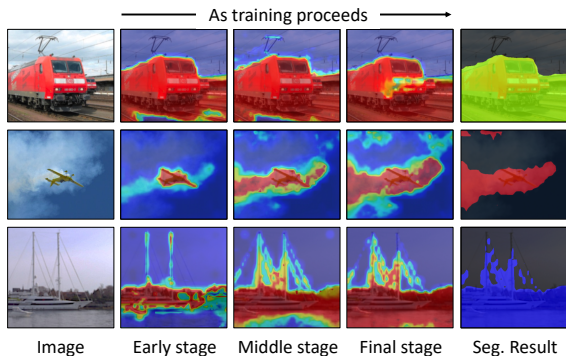 As training proceeds
Image Early stage Middle stage Final stage Seg. Result